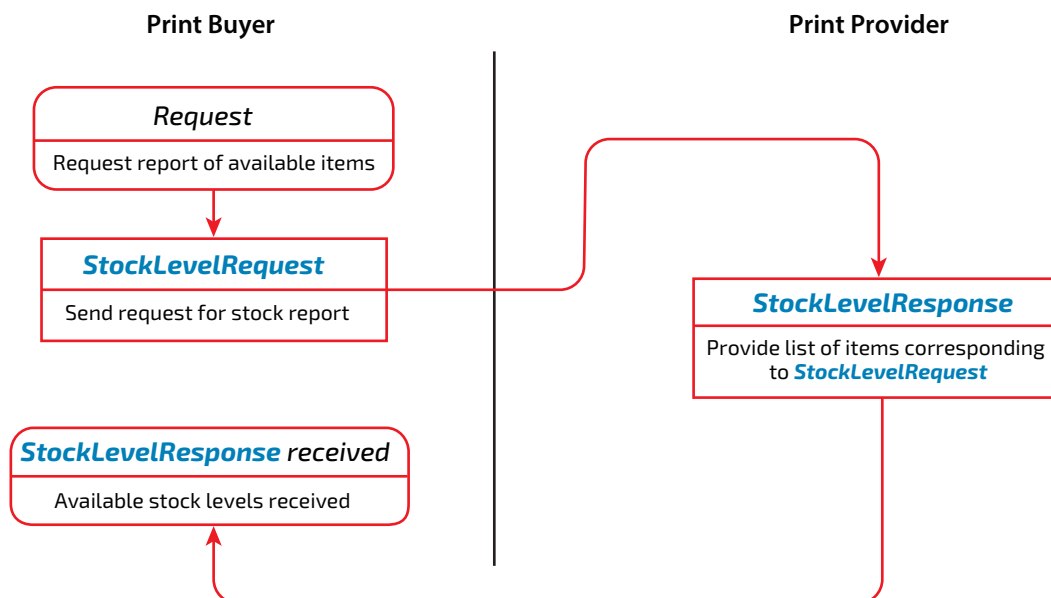 Print Buyer
Print Provider
Request
Request report of available items
StockLevelRequest
Send request for stock report
StockLevelResponse
Provide list of items corresponding
to StockLevelRequest
StockLevelResponse received
Available stock levels received